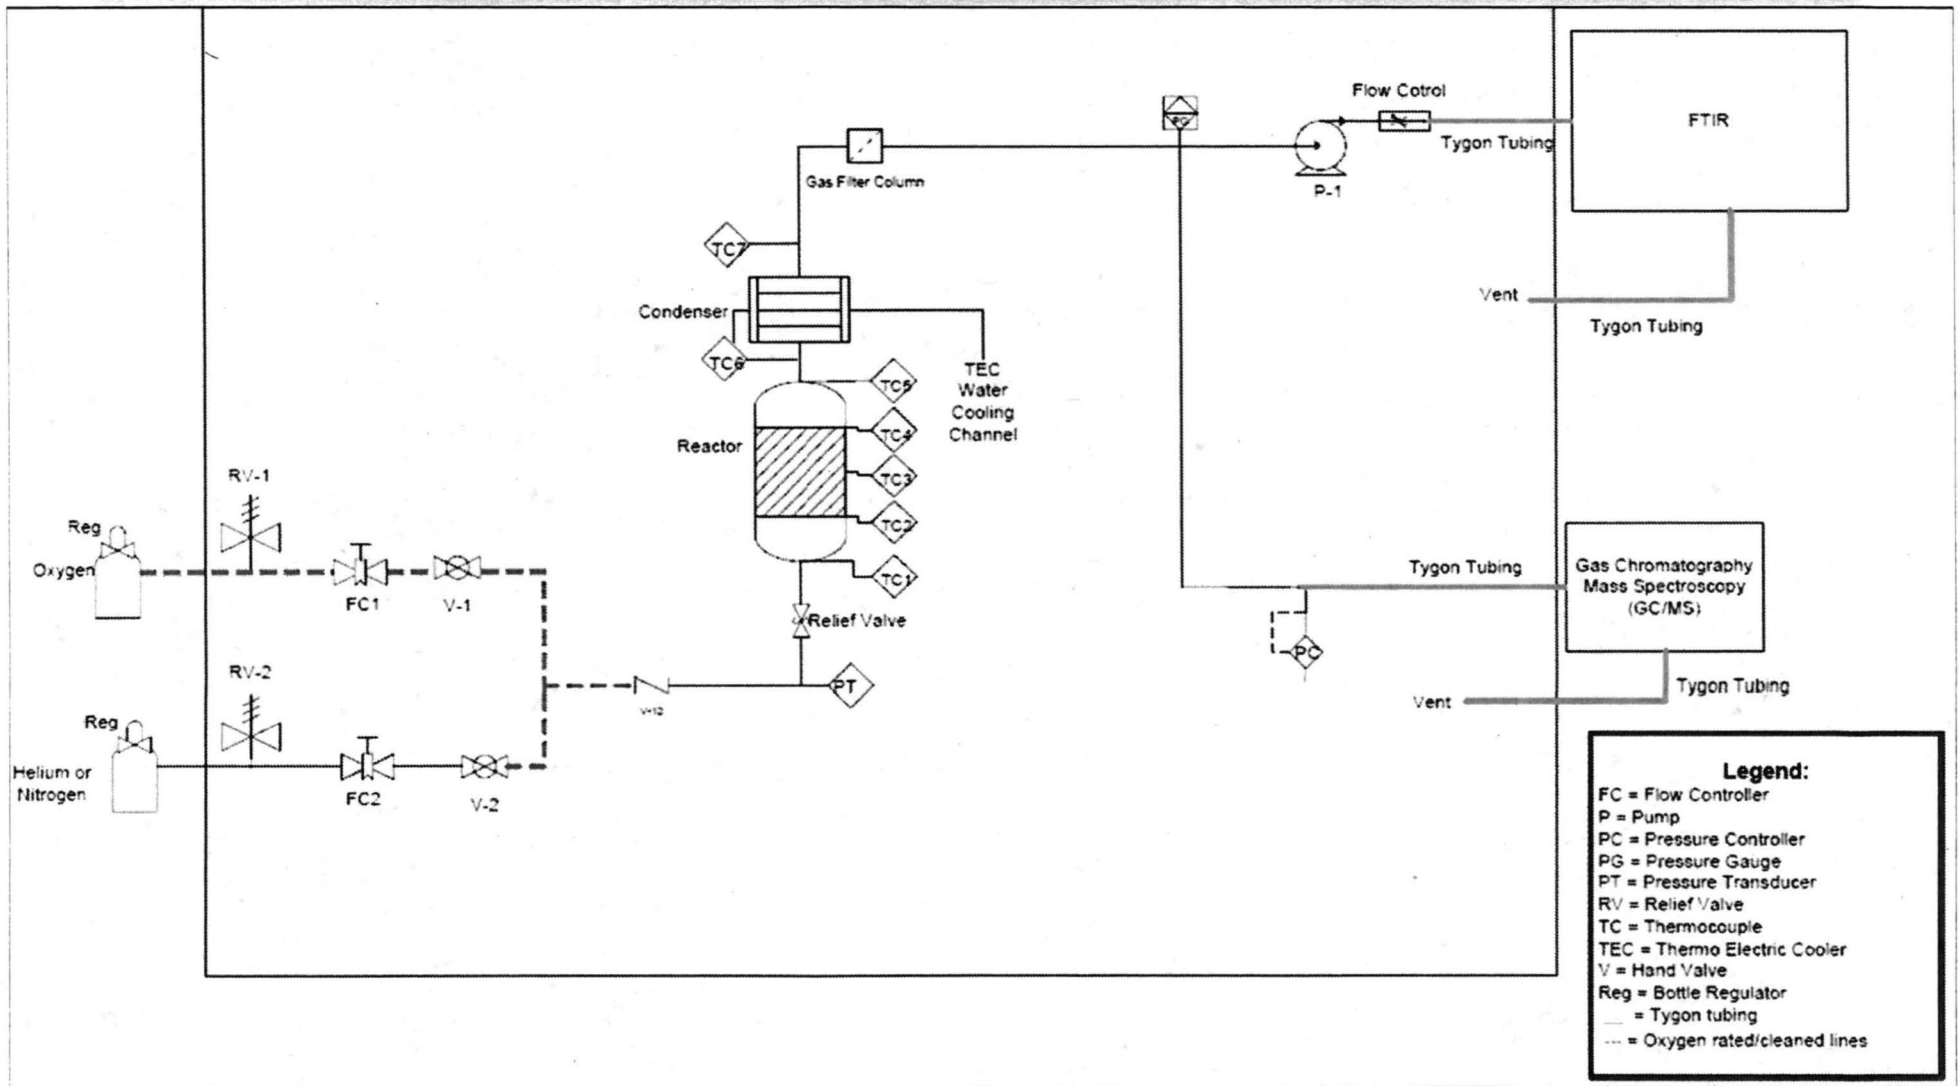 Flow Cotrol
PG
FTIR
Tygon Tubing
P-1
Gas Filter Column
TC7
Vent
Tygon Tubing
Condenser
TC6
TEC
Water
Cooling
Channel
TC5
TC4
Reactor
TC3
TC2
TC1
RV-1
Reg
Oxygen
FC1
V-1
Relief Valve
Tygon Tubing
Gas Chromatography
Mass Spectroscopy
(GC/MS)
PC
RV-2
PT
V-12
Tygon Tubing
Vent
Reg
Helium or
Nitrogen
FC2
V-2
Legend:
FC = Flow Controller
P = Pump
PC = Pressure Controller
PG = Pressure Gauge
PT = Pressure Transducer
RV = Relief Valve
TC = Thermocouple
TEC = Thermo Electric Cooler
V = Hand Valve
Reg = Bottle Regulator
__ = Tygon tubing
--- = Oxygen rated/cleaned lines